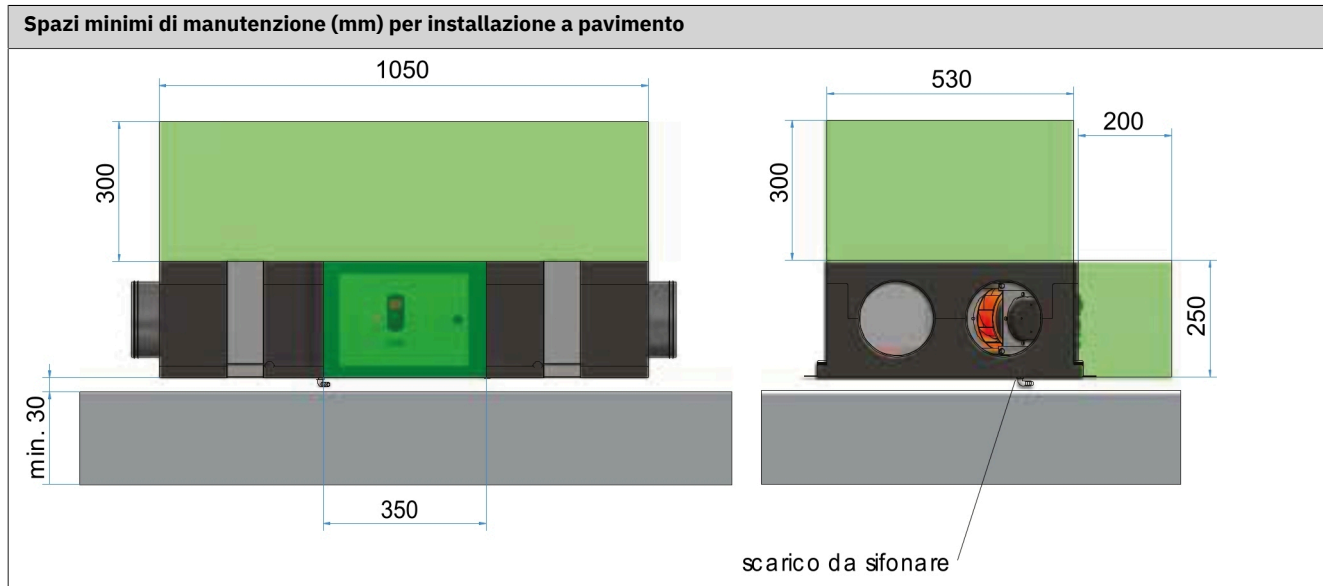 Spazi minimi di manutenzione (mm) per installazione a pavimento
1050
530
200
300
300
250
min. 30
350
scarico da sifonare